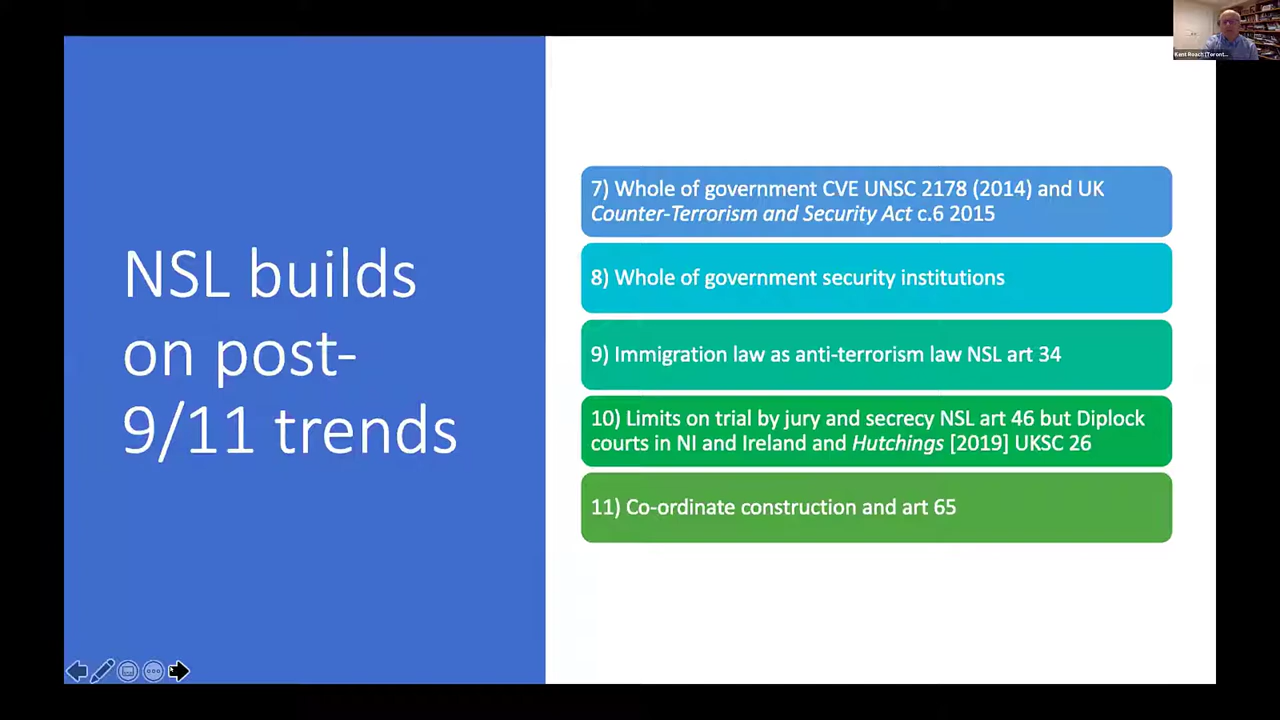 NSL builds
on post-
9/11 trends
7) Whole of government CVE UNSC 2178 (2014) and UK
Counter-Terrorism and Security Act c.6 2015
8) Whole of government security institutions
9) Immigration law as anti-terrorism law NSL art 34
10) Limits on trial by jury and secrecy NSL art 46 but Diplock
courts in NI and Ireland and Hutchings [2019] UKSC 26
11) Co-ordinate construction and art 65
Kent Roach (Toront...